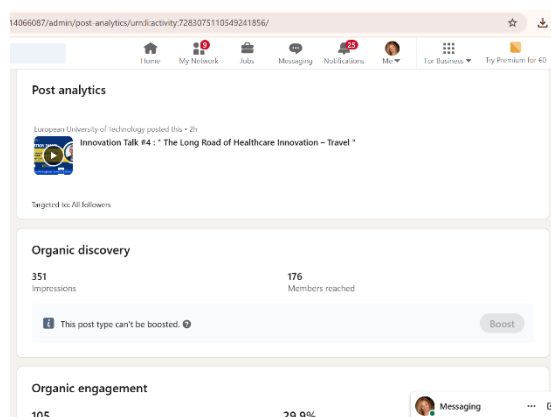 14066087/admin/post-analytics/urn:li:activity:7283075110549241856/
9
25
Home
My Network
Jobs
Messaging
Notifications
Me
For Business
Try Premium for €0
Post analytics
European University of Technology posted this • 2h
Innovation Talk #4 : " The Long Road of Healthcare Innovation – Travel "
Targeted to: All followers
Organic discovery
351
176
Impressions
Members reached
This post type can't be boosted.
Boost
Organic engagement
105
29.9%
Messaging